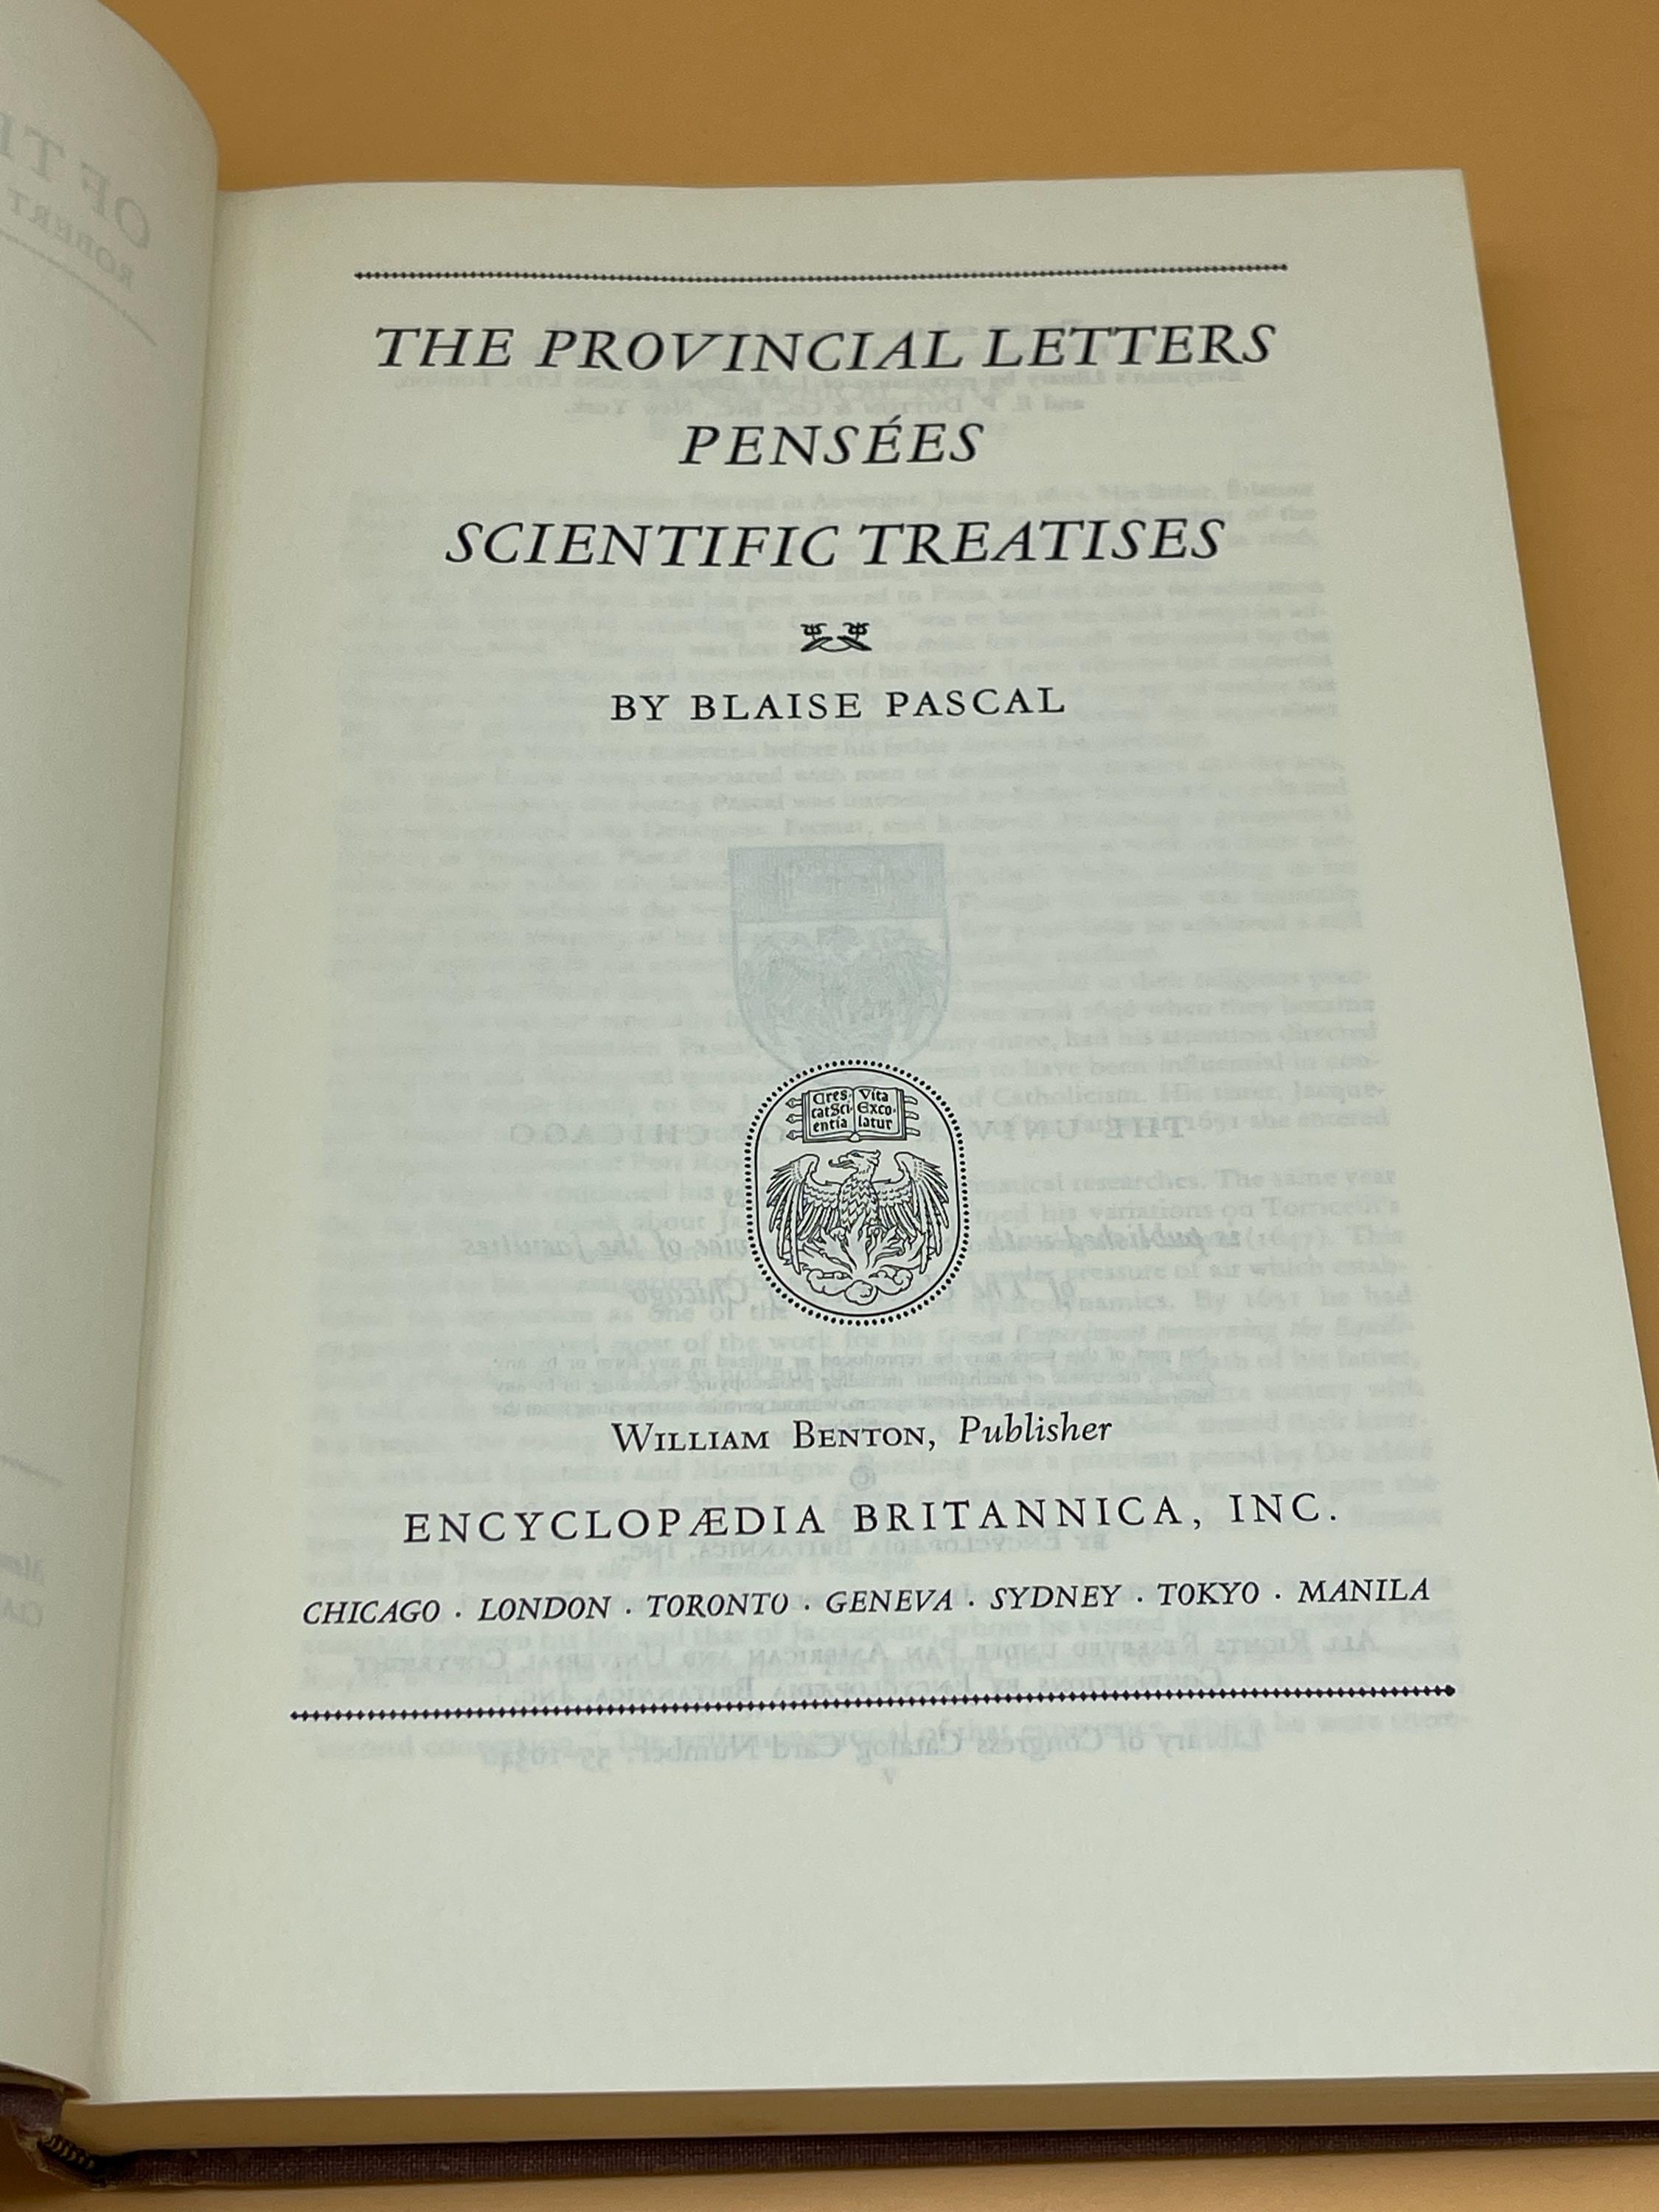 THE PROVINCIAL LETTERS
PENSÉES
SCIENTIFIC TREATISES
BY BLAISE PASCAL
Cres Vita
cat Sci Exco
entia latur
WILLIAM BENTON, Publisher
ENCYCLOPÆDIA BRITANNICA, INC.
CHICAGO · LONDON · TORONTO · GENEVA · SYDNEY · TOKYO · MANILA